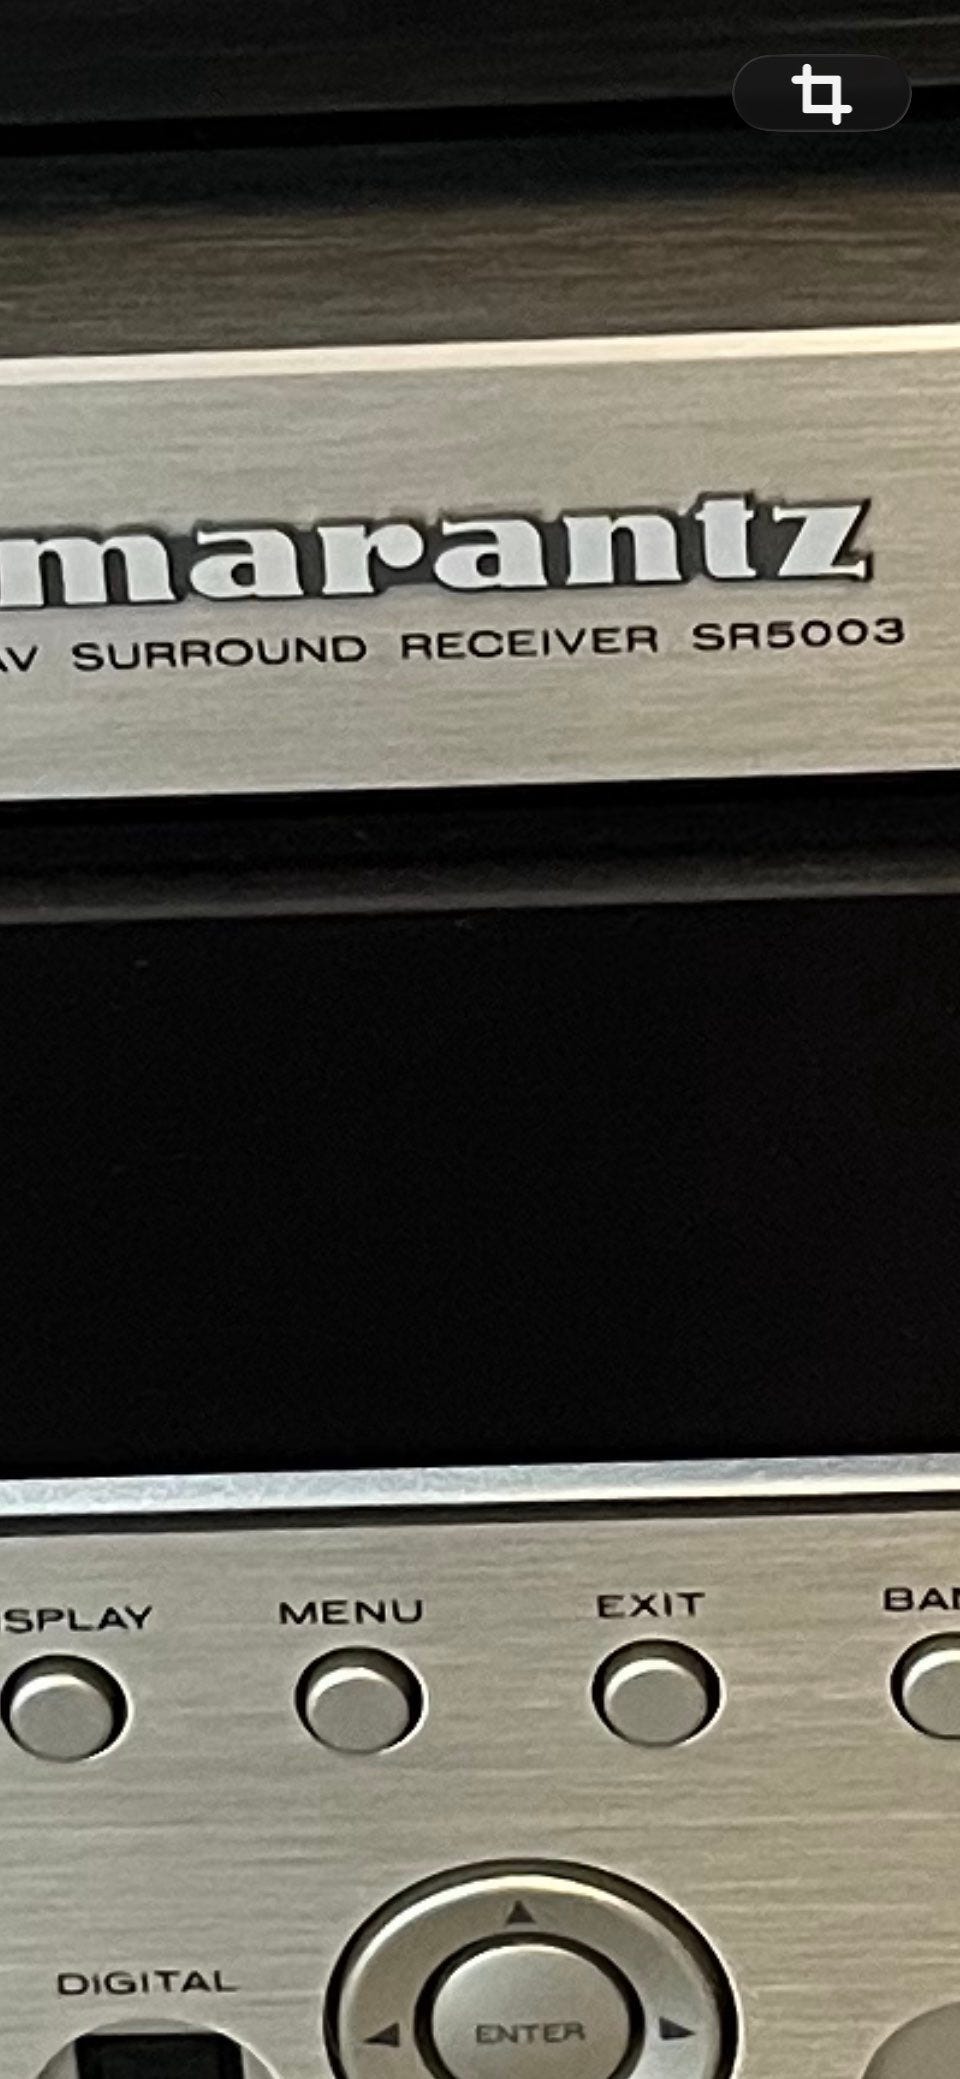 marantz
AV SURROUND RECEIVER SR5003
MENU
EXIT
DIGITAL
ENTER